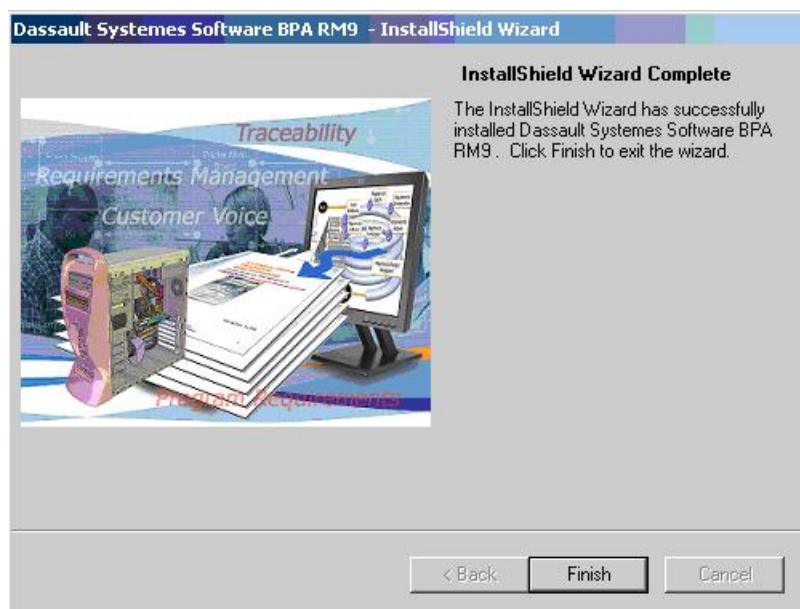 Dassault Systemes Software BPA RM9 - InstallShield Wizard
InstallShield Wizard Complete
The InstallShield Wizard has successfully
installed Dassault Systemes Software BPA
RM9 . Click Finish to exit the wizard.
Traceability
Requirements Management
Customer Voice
Program Requirements
< Back
Finish
Cancel